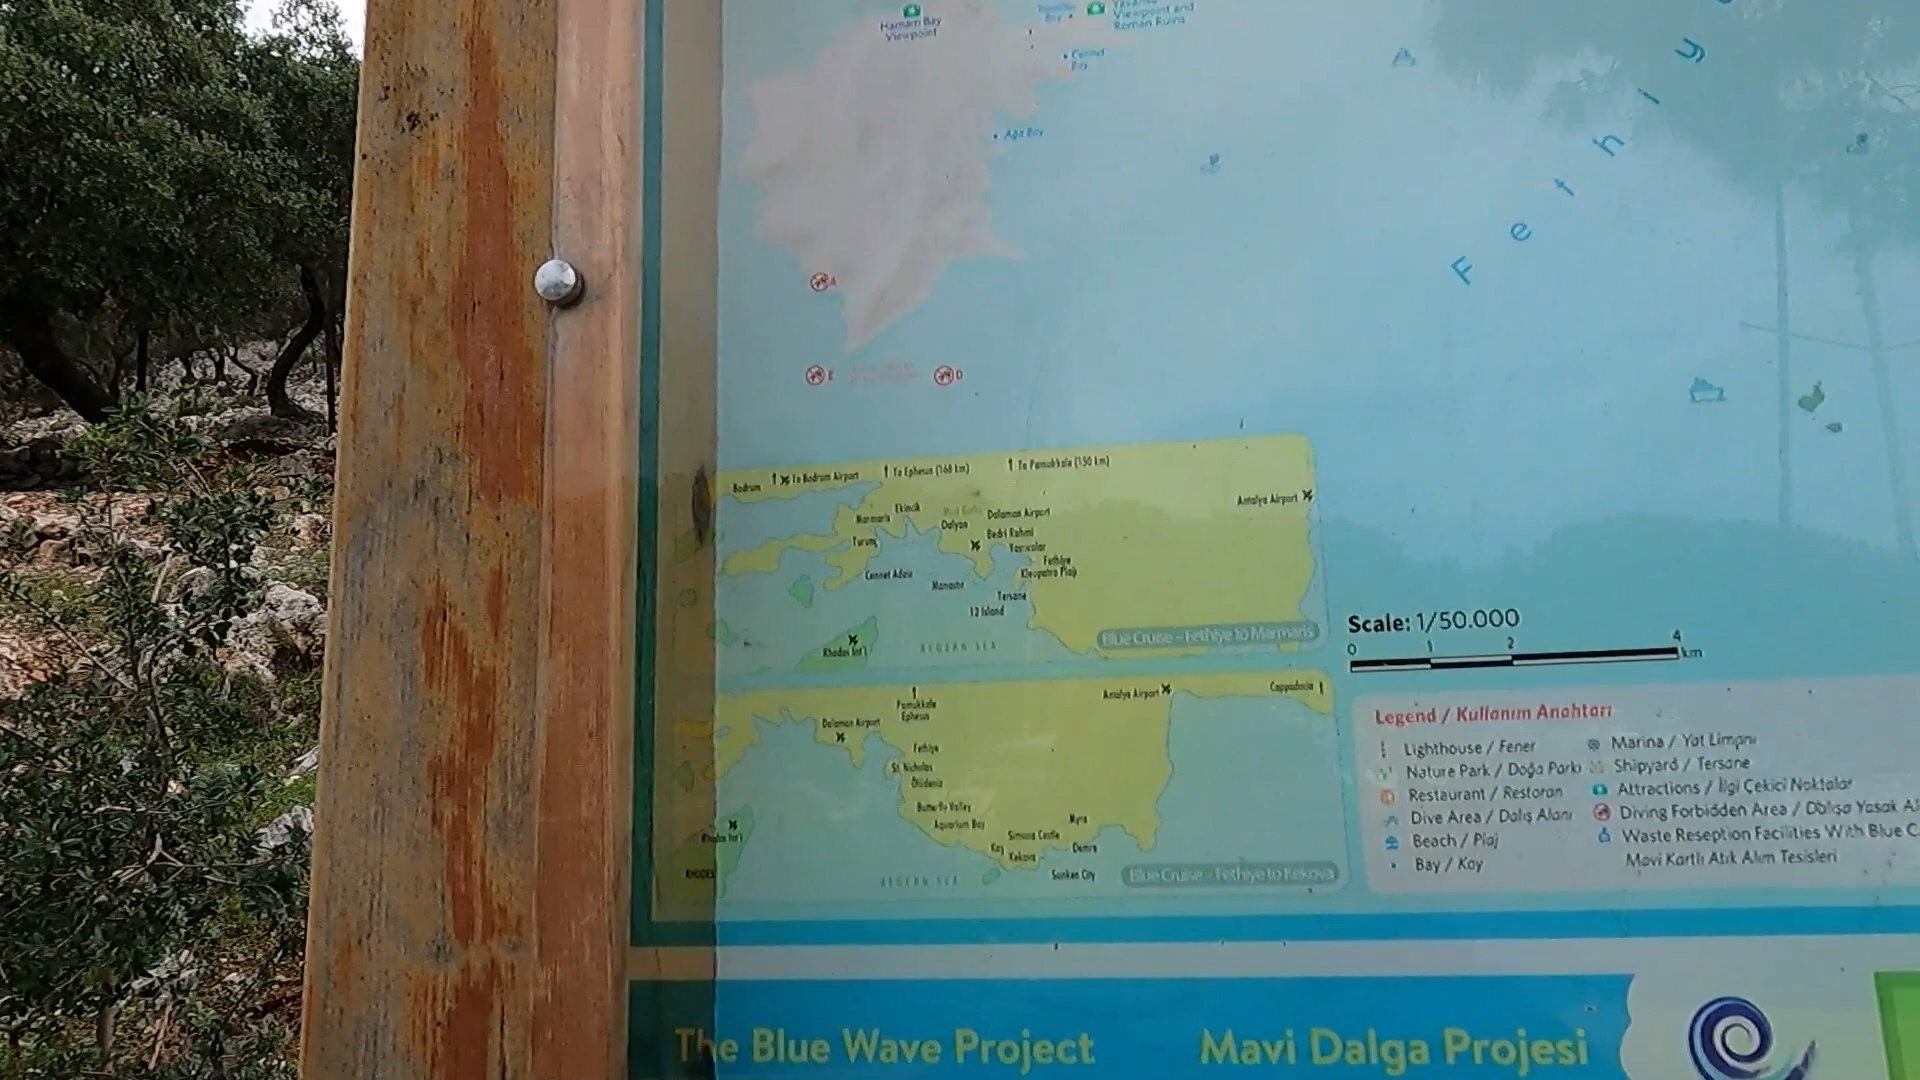 Hamam Bay
Viewpoint
Viewpoint and
Roman Ruins
Cennet
Bay
Ağa Bay
F e t h i y
A
E
D
Bodrum
To Bodrum Airport
To Ephesus (168 km)
To Pamukkale (150 km)
Antalya Airport
Marmaris
Ekincik
Dalyan
Dalaman Airport
Bedri Rahmi
Turunç
Fethiye
Kleopatra Plajı
Cennet Adası
Manastır
Tersane
12 Island
Rhodos Int'l
AEGEAN SEA
Blue Cruise - Fethiye to Marmaris
Pamukkale
Ephesus
Antalya Airport
Cappadocia
Dalaman Airport
Fethiye
St. Nicholas
Ölüdeniz
Butterfly Valley
Aquarium Bay
Rhodos Int'l
RHODES
Simena Castle
Myra
Kaş
Kekova
Demre
Sunken City
AEGEAN SEA
Blue Cruise - Fethiye to Kekova
Scale: 1/50.000
0 1 2 4
km
Legend / Kullanım Anahtarı
Lighthouse / Fener
Nature Park / Doğa Parkı
Restaurant / Restoran
Dive Area / Dalış Alanı
Beach / Plaj
Bay / Koy
Marina / Yat Limanı
Shipyard / Tersane
Attractions / İlgi Çekici Noktalar
Diving Forbidden Area / Dalışa Yasak Al
Waste Reseption Facilities With Blue C
Mavi Kartlı Atık Alım Tesisleri
The Blue Wave Project
Mavi Dalga Projesi